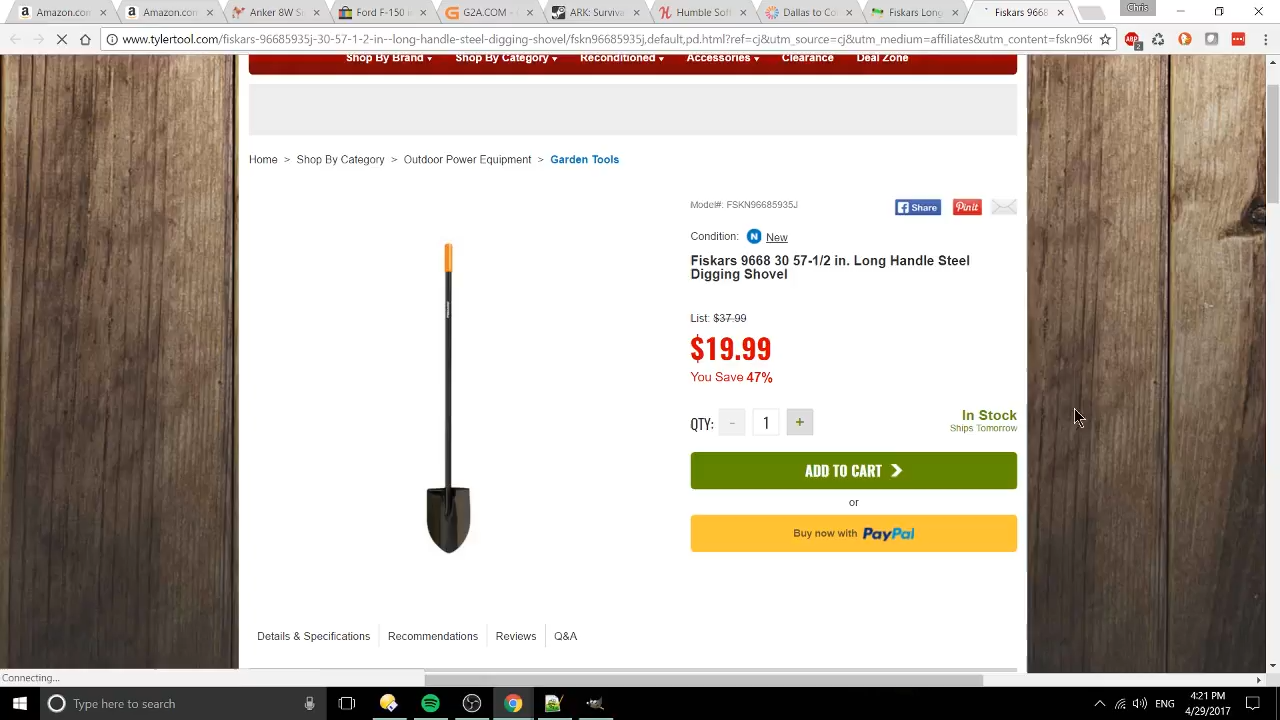 Chris
Amazon.com
Amazon.com
Anker 8W S
Ford F-150 i
G2A.COM -
ARK: Surviv
Humble Soft
Dallas to Co
Fiskars Long
Fiskars 9668
www.tylertool.com/fiskars-96685935j-30-57-1-2-in--long-handle-steel-digging-shovel/fskn96685935j,default,pd.html?ref=cj&utm_source=cj&utm_medium=affiliates&utm_content=fskn966
ABP
2
Shop By Brand
Shop By Category
Reconditioned
Accessories
Clearance
Deal Zone
Home > Shop By Category > Outdoor Power Equipment > Garden Tools
Model#: FSKN96685935J
Share
Pin it
Condition: N New
Fiskars 9668 30 57-1/2 in. Long Handle Steel
Digging Shovel
List: $37.99
$19.99
You Save 47%
QTY: - 1 +
In Stock
Ships Tomorrow
ADD TO CART
or
Buy now with PayPal
Details & Specifications
Recommendations
Reviews
Q&A
Connecting...
Type here to search
ENG
4:21 PM
4/29/2017